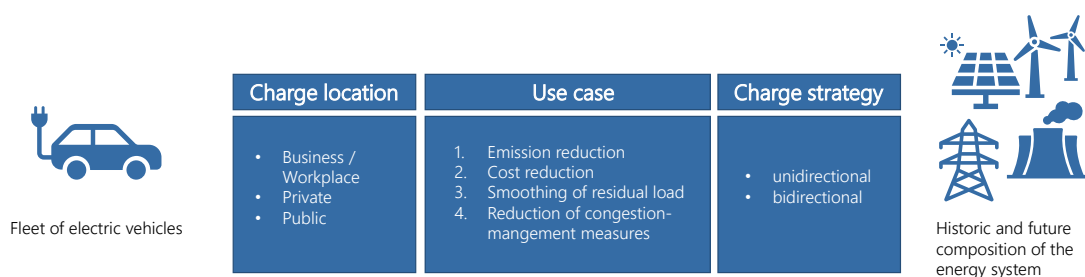 Charge location
Use case
Charge strategy
• Business /
Workplace
• Private
• Public
1. Emission reduction
2. Cost reduction
3. Smoothing of residual load
4. Reduction of congestion-
mangement measures
• unidirectional
• bidirectional
Fleet of electric vehicles
Historic and future
composition of the
energy system